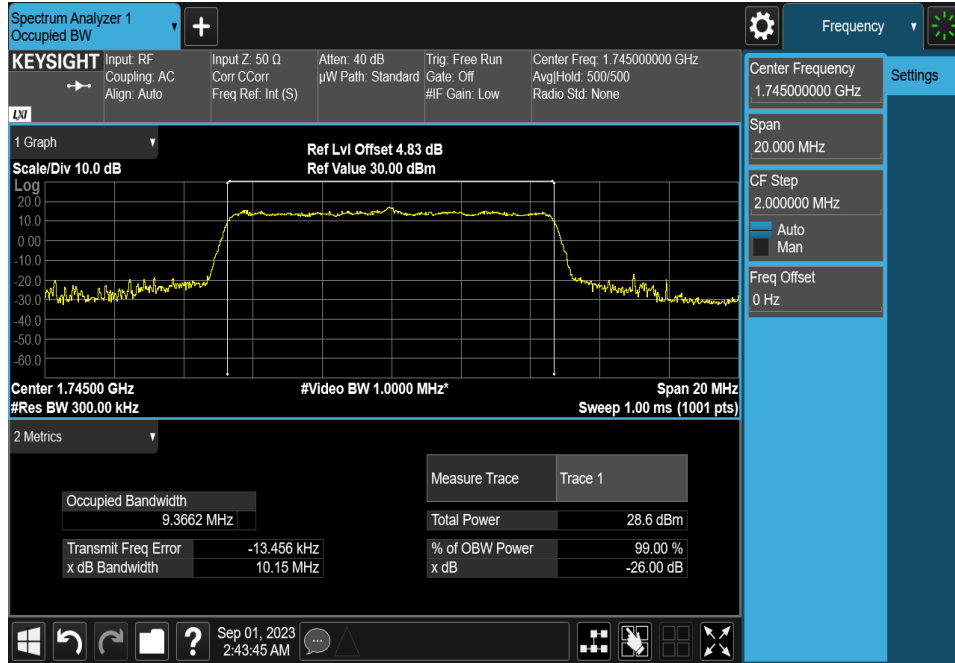 Spectrum Analyzer 1
Occupied BW
+
Frequency
KEYSIGHT
LXI
Input: RF
Coupling: AC
Align: Auto
Input Z: 50 Ω
Corr CCorr
Freq Ref: Int (S)
Atten: 40 dB
µW Path: Standard
Trig: Free Run
Gate: Off
#IF Gain: Low
Center Freq: 1.745000000 GHz
Avg|Hold: 500/500
Radio Std: None
Center Frequency
1.745000000 GHz
Settings
Span
20.000 MHz
CF Step
2.000000 MHz
Auto
Man
Freq Offset
0 Hz
1 Graph
Scale/Div 10.0 dB
Ref Lvl Offset 4.83 dB
Ref Value 30.00 dBm
Log
20.0
10.0
0.00
-10.0
-20.0
-30.0
-40.0
-50.0
-60.0
Center 1.74500 GHz
#Res BW 300.00 kHz
#Video BW 1.0000 MHz*
Span 20 MHz
Sweep 1.00 ms (1001 pts)
2 Metrics
Measure Trace Trace 1
Occupied Bandwidth
9.3662 MHz
Total Power 28.6 dBm
Transmit Freq Error -13.456 kHz
% of OBW Power 99.00 %
x dB Bandwidth 10.15 MHz
x dB -26.00 dB
?
Sep 01, 2023
2:43:45 AM